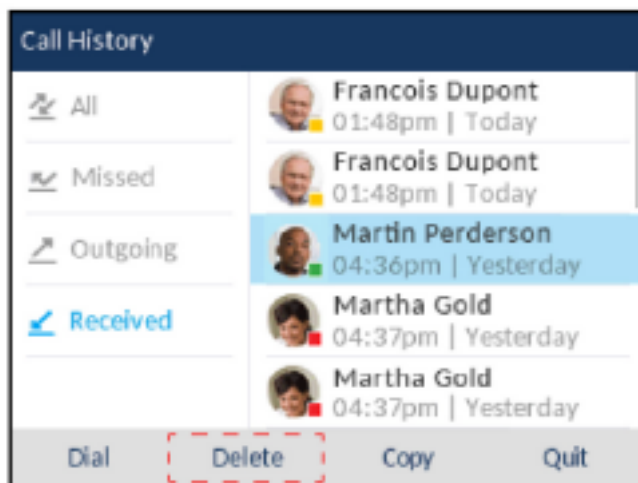 Call History
All
Missed
Outgoing
Received
Francois Dupont
01:48pm | Today
Francois Dupont
01:48pm | Today
Martin Perderson
04:36pm | Yesterday
Martha Gold
04:37pm | Yesterday
Martha Gold
04:37pm | Yesterday
Dial Delete Copy Quit